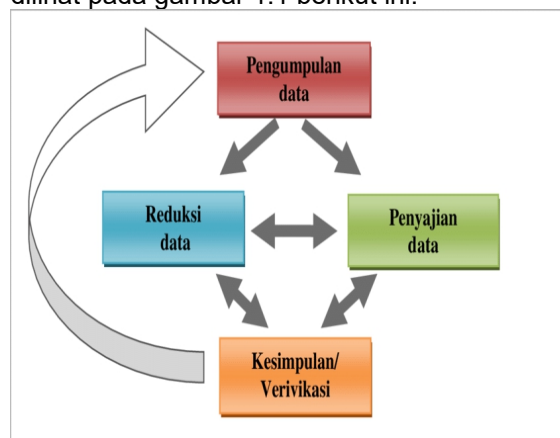 dilihat pada gambar 1.1 berikut ini:
Pengumpulan
data
Reduksi
data
Penyajian
data
Kesimpulan/
Verivikasi